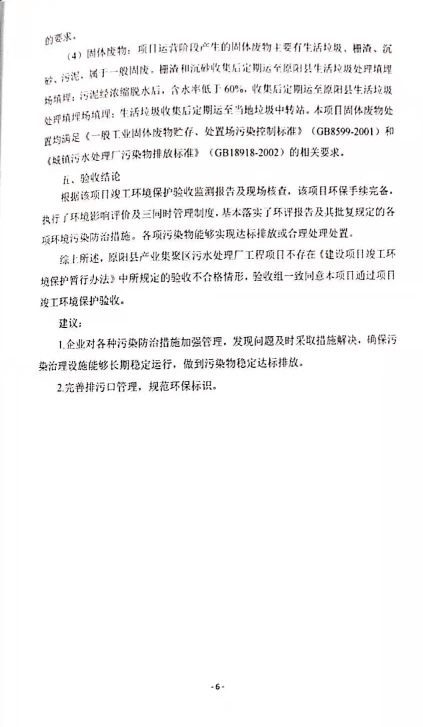 的要求。
（4）固体废物：项目运营阶段产生的固体废物主要有生活垃圾、栅渣、沉
砂、污泥，属于一般固废。栅渣和沉砂收集后定期运至原阳县生活垃圾处理填埋
场填埋；污泥经浓缩脱水后，含水率低于 60%，收集后定期运至原阳县生活垃圾
处理填埋场填埋；生活垃圾收集后定期运至当地垃圾中转站。本项目固体废物处
置均满足《一般工业固体废物贮存、处置场污染控制标准》（GB8599-2001）和
《城镇污水处理厂污染物排放标准》（GB18918-2002）的相关要求。
五、验收结论
根据该项目竣工环境保护验收监测报告及现场核查，该项目环保手续完备，
执行了环境影响评价及三同时管理制度，基本落实了环评报告及其批复规定的各
项环境污染防治措施。各项污染物能够实现达标排放或合理处理处置。
综上所述，原阳县产业集聚区污水处理厂工程项目不存在《建设项目竣工环
境保护暂行办法》中所规定的验收不合格情形，验收组一致同意本项目通过项目
竣工环境保护验收。
建议：
1.企业对各种污染防治措施加强管理，发现问题及时采取措施解决，确保污
染治理设施能够长期稳定运行，做到污染物稳定达标排放。
2.完善排污口管理，规范环保标识。
- 6 -